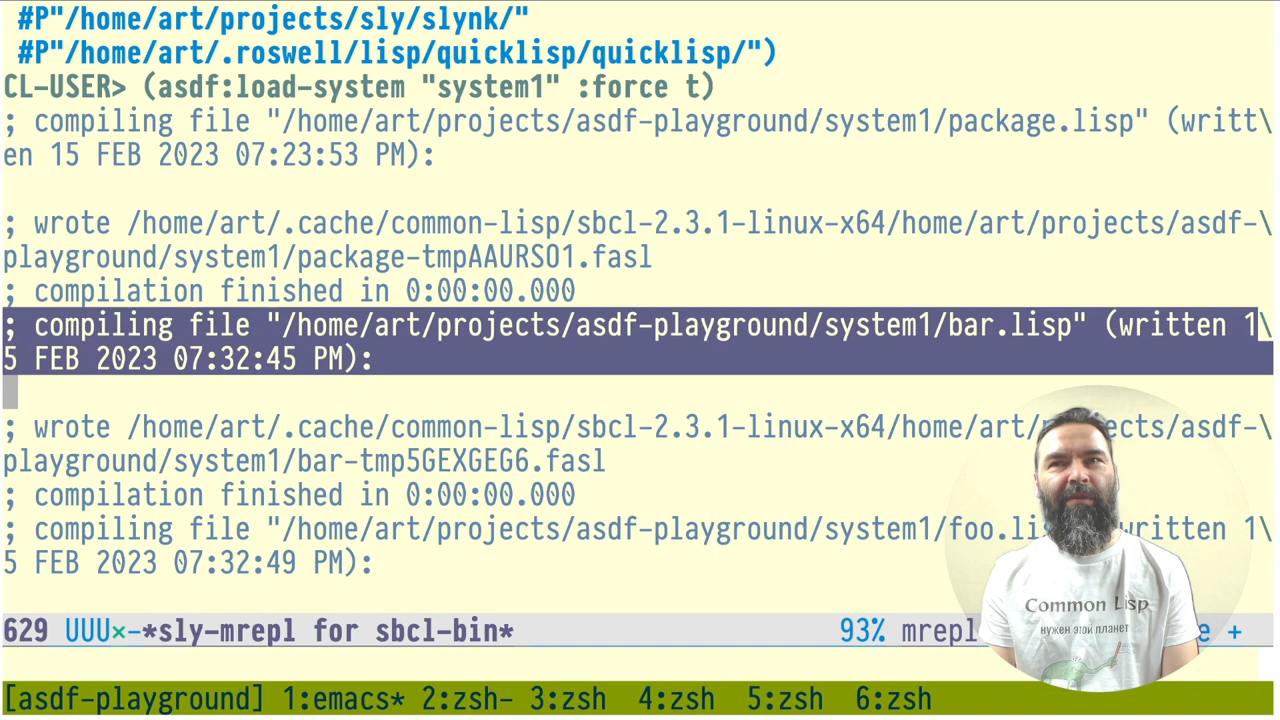 #P"/home/art/projects/sly/slynk/"
#P"/home/art/.roswell/lisp/quicklisp/quicklisp/")
CL-USER> (asdf:load-system "system1" :force t)
; compiling file "/home/art/projects/asdf-playground/system1/package.lisp" (writt\
en 15 FEB 2023 07:23:53 PM):
; wrote /home/art/.cache/common-lisp/sbcl-2.3.1-linux-x64/home/art/projects/asdf-\
playground/system1/package-tmpAAURSO1.fasl
; compilation finished in 0:00:00.000
; compiling file "/home/art/projects/asdf-playground/system1/bar.lisp" (written 1\
5 FEB 2023 07:32:45 PM):
; wrote /home/art/.cache/common-lisp/sbcl-2.3.1-linux-x64/home/art/projects/asdf-\
playground/system1/bar-tmp5GEXGEG6.fasl
; compilation finished in 0:00:00.000
; compiling file "/home/art/projects/asdf-playground/system1/foo.lis written 1\
5 FEB 2023 07:32:49 PM):
629 UUU×-*sly-mrepl for sbcl-bin* 93% mrepl e +
Common Lisp
нужен этой планет
[asdf-playground] 1:emacs* 2:zsh- 3:zsh 4:zsh 5:zsh 6:zsh